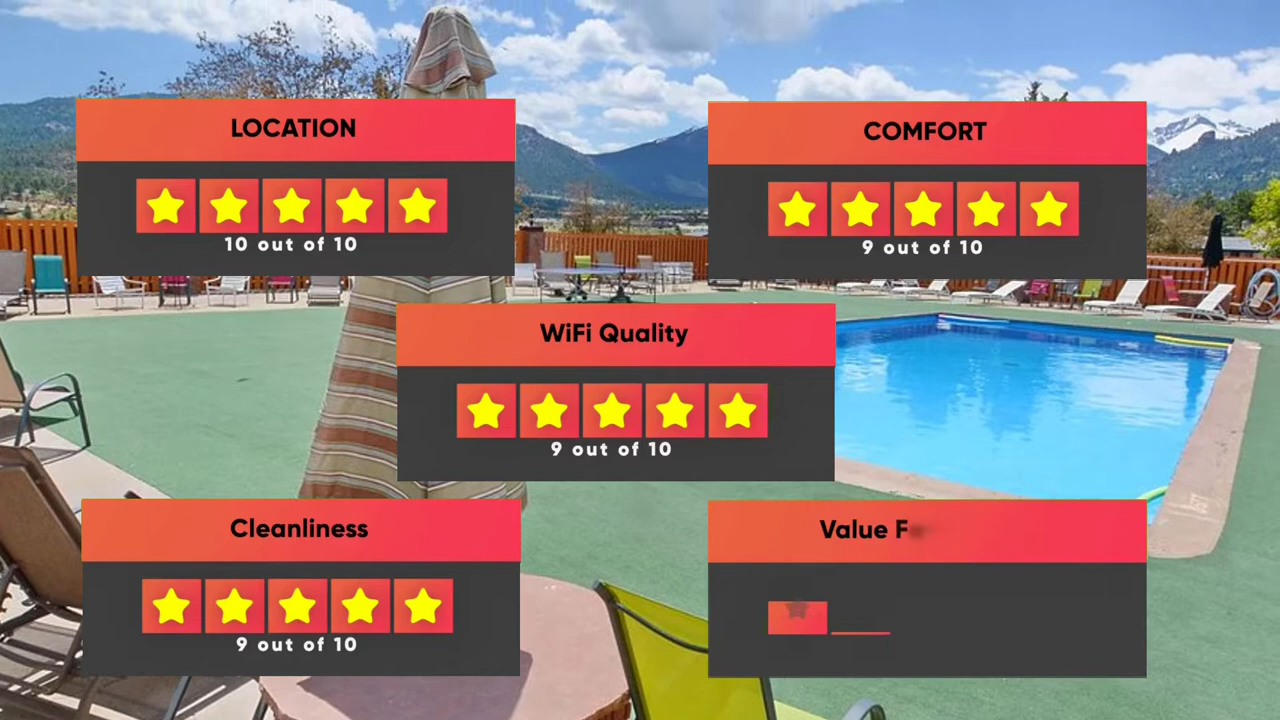 LOCATION
10 out of 10
COMFORT
9 out of 10
WiFi Quality
9 out of 10
Cleanliness
9 out of 10
Value F